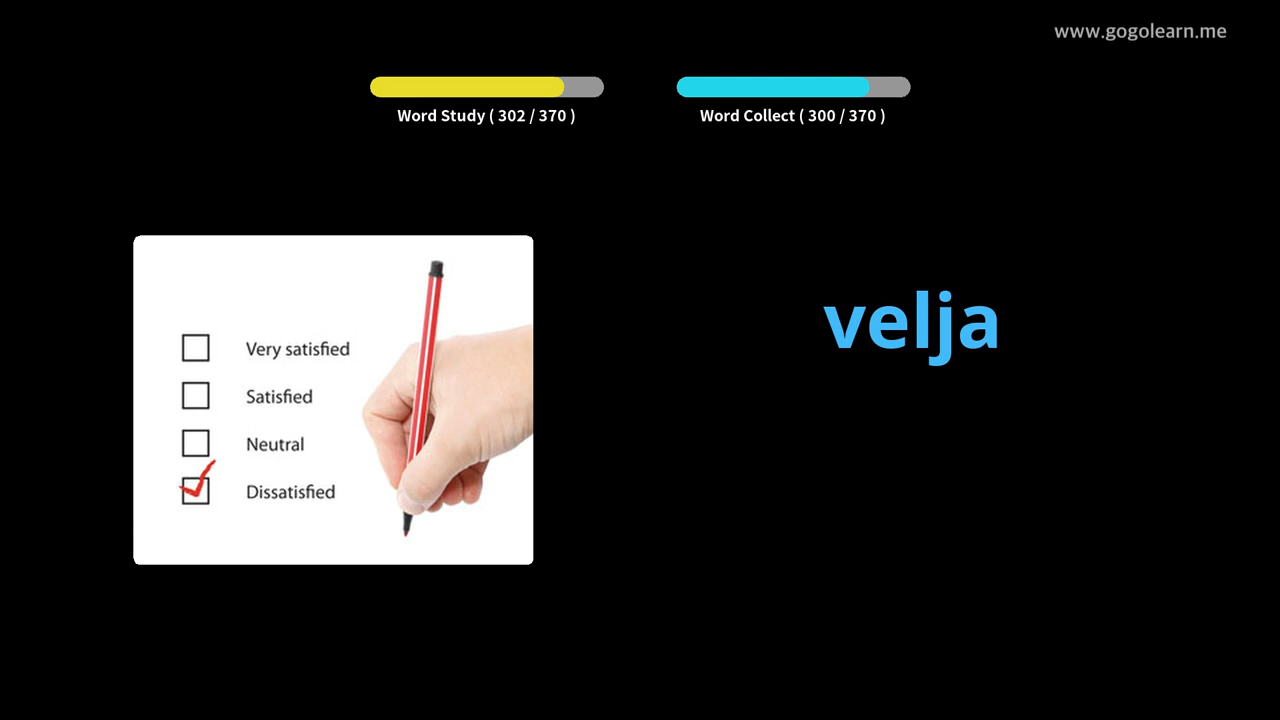 www.gogolearn.me
Word Study ( 302 / 370 )
Word Collect ( 300 / 370 )
Very satisfied
Satisfied
Neutral
Dissatisfied
velja